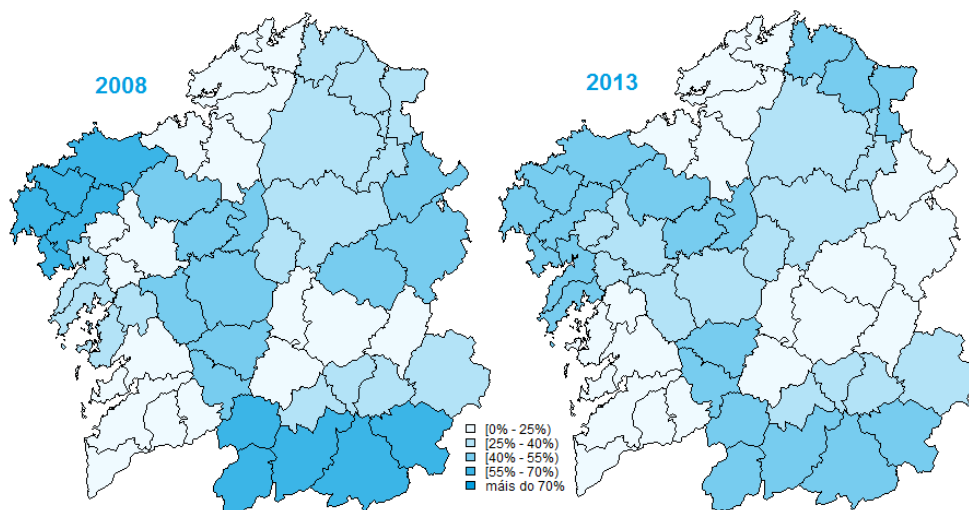 2008
2013
[0% - 25%)
[25% - 40%)
[40% - 55%)
[55% - 70%)
máis do 70%